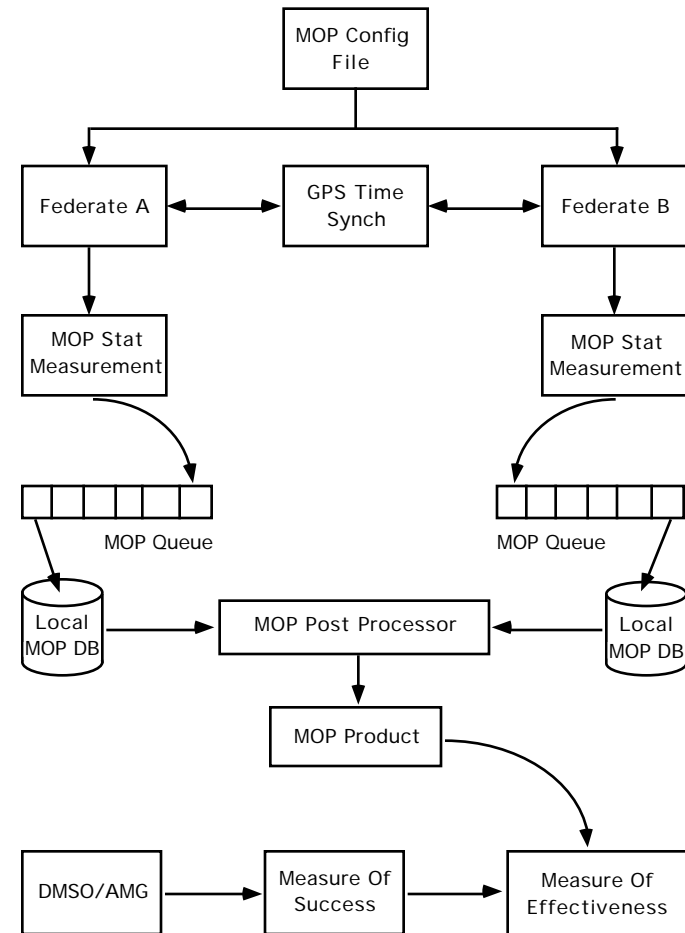 MOP Config
File
Federate A
GPS Time
Synch
Federate B
MOP Stat
Measurement
MOP Stat
Measurement
MOP Queue
MOP Queue
Local
MOP DB
MOP Post Processor
Local
MOP DB
MOP Product
DMSO/AMG
Measure Of
Success
Measure Of
Effectiveness